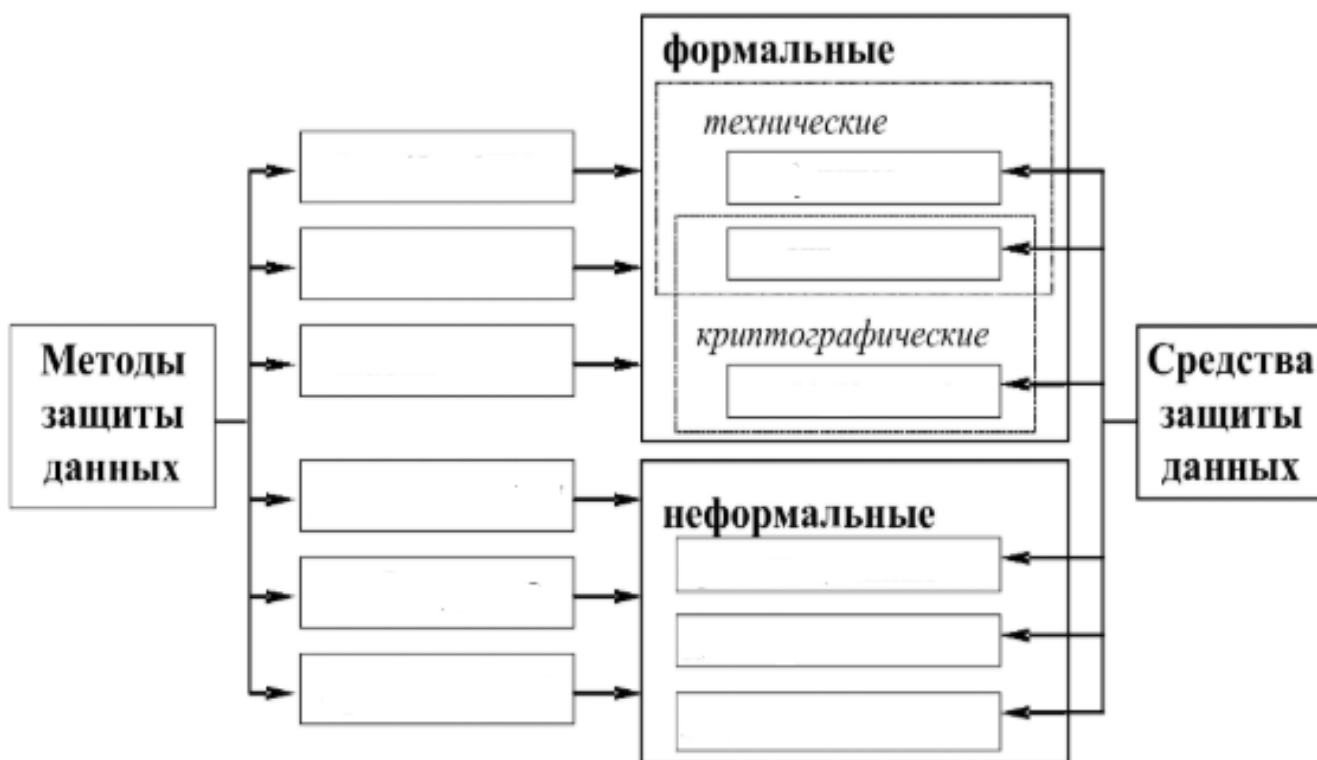 формальные
технические
криптографические
Методы
защиты
данных
Средства
защиты
данных
неформальные